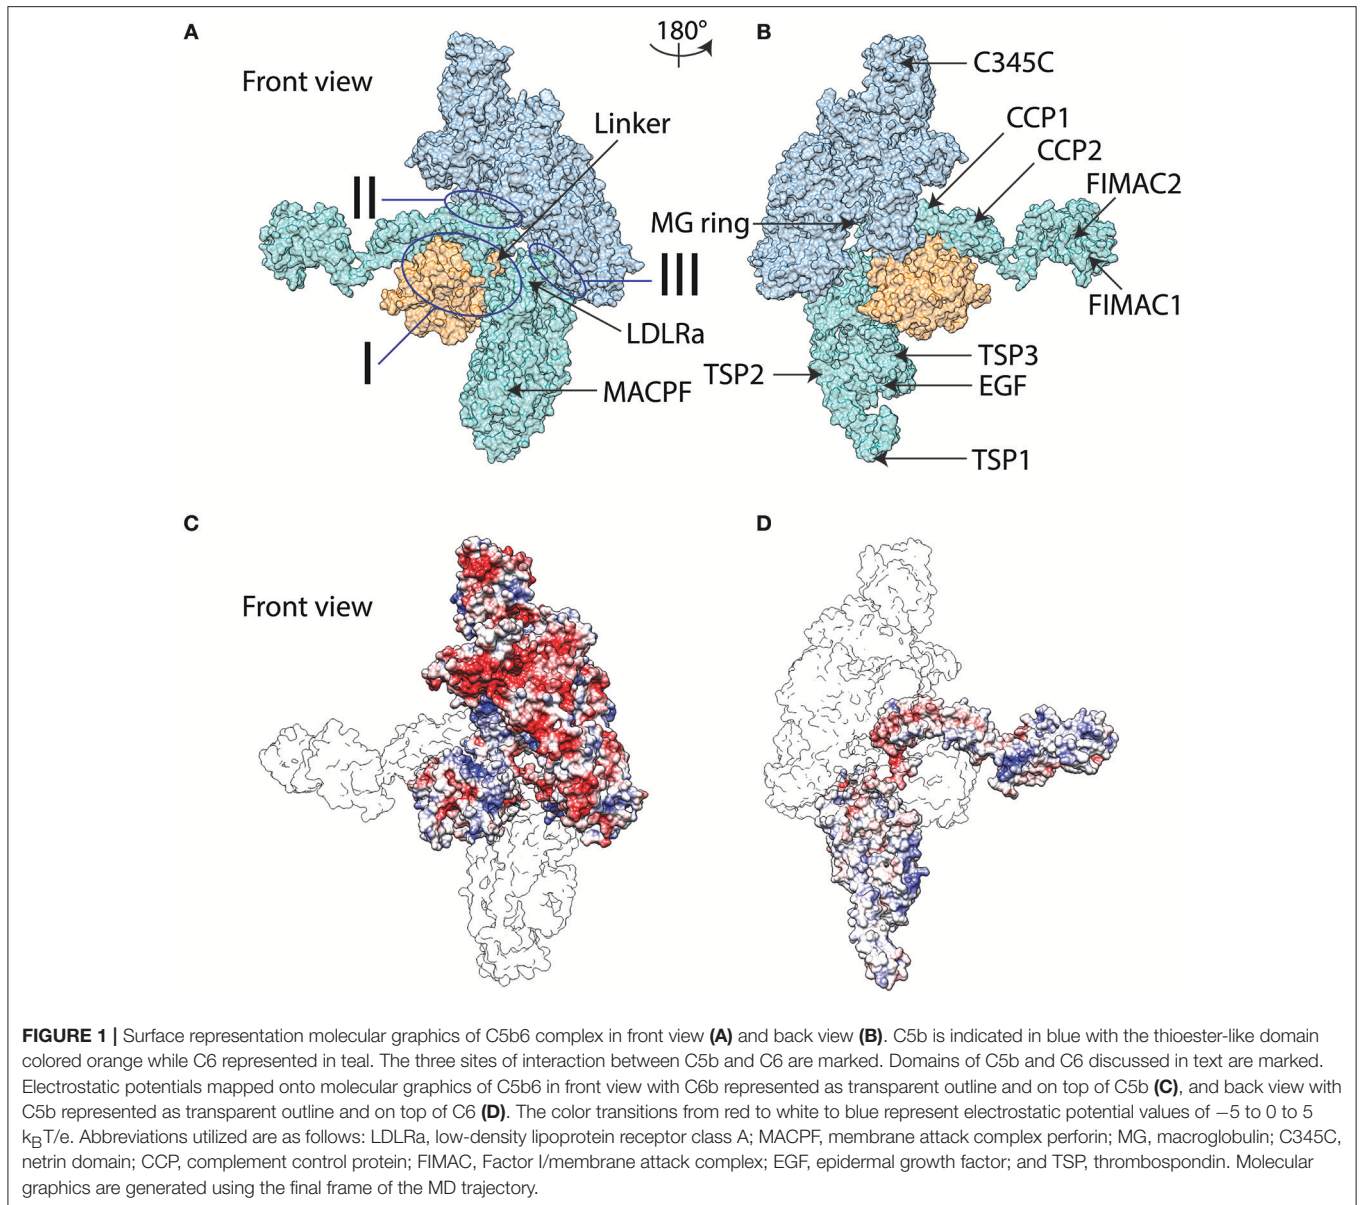 A
180°
B
Front view
C345C
Linker
CCP1
CCP2
FIMAC2
II
MG ring
III
FIMAC1
LDLRa
I
TSP2
TSP3
EGF
MACPF
TSP1
C
D
Front view
FIGURE 1 | Surface representation molecular graphics of C5b6 complex in front view (A) and back view (B). C5b is indicated in blue with the thioester-like domain
colored orange while C6 represented in teal. The three sites of interaction between C5b and C6 are marked. Domains of C5b and C6 discussed in text are marked.
Electrostatic potentials mapped onto molecular graphics of C5b6 in front view with C6b represented as transparent outline and on top of C5b (C), and back view with
C5b represented as transparent outline and on top of C6 (D). The color transitions from red to white to blue represent electrostatic potential values of −5 to 0 to 5
kBT/e. Abbreviations utilized are as follows: LDLRa, low-density lipoprotein receptor class A; MACPF, membrane attack complex perforin; MG, macroglobulin; C345C,
netrin domain; CCP, complement control protein; FIMAC, Factor I/membrane attack complex; EGF, epidermal growth factor; and TSP, thrombospondin. Molecular
graphics are generated using the final frame of the MD trajectory.